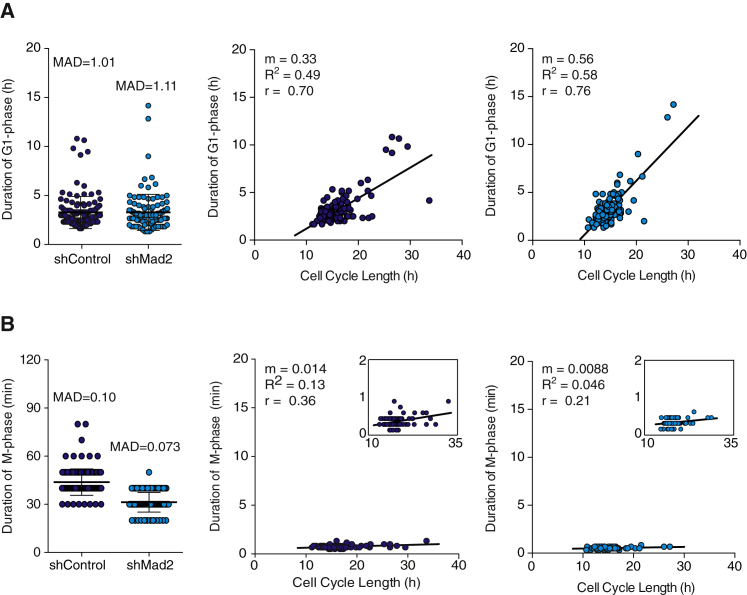 A
Duration of G1-phase (h)
20
15
10
5
0
MAD=1.01
MAD=1.11
shControl
shMad2
Duration of G1-phase (h)
20
15
10
5
0
m = 0.33
R2 = 0.49
r = 0.70
0 10 20 30 40
Cell Cycle Length (h)
Duration of G1-phase (h)
20
15
10
5
0
m = 0.56
R2 = 0.58
r = 0.76
0 10 20 30 40
Cell Cycle Length (h)
B
Duration of M-phase (min)
120
90
60
30
0
MAD=0.10
MAD=0.073
shControl
shMad2
Duration of M-phase (min)
20
15
10
5
0
m = 0.014
R2 = 0.13
r = 0.36
2
1
0
10 35
0 10 20 30 40
Cell Cycle Length (h)
Duration of M-phase (min)
20
15
10
5
0
m = 0.0088
R2 = 0.046
r = 0.21
2
1
0
10 35
0 10 20 30 40
Cell Cycle Length (h)